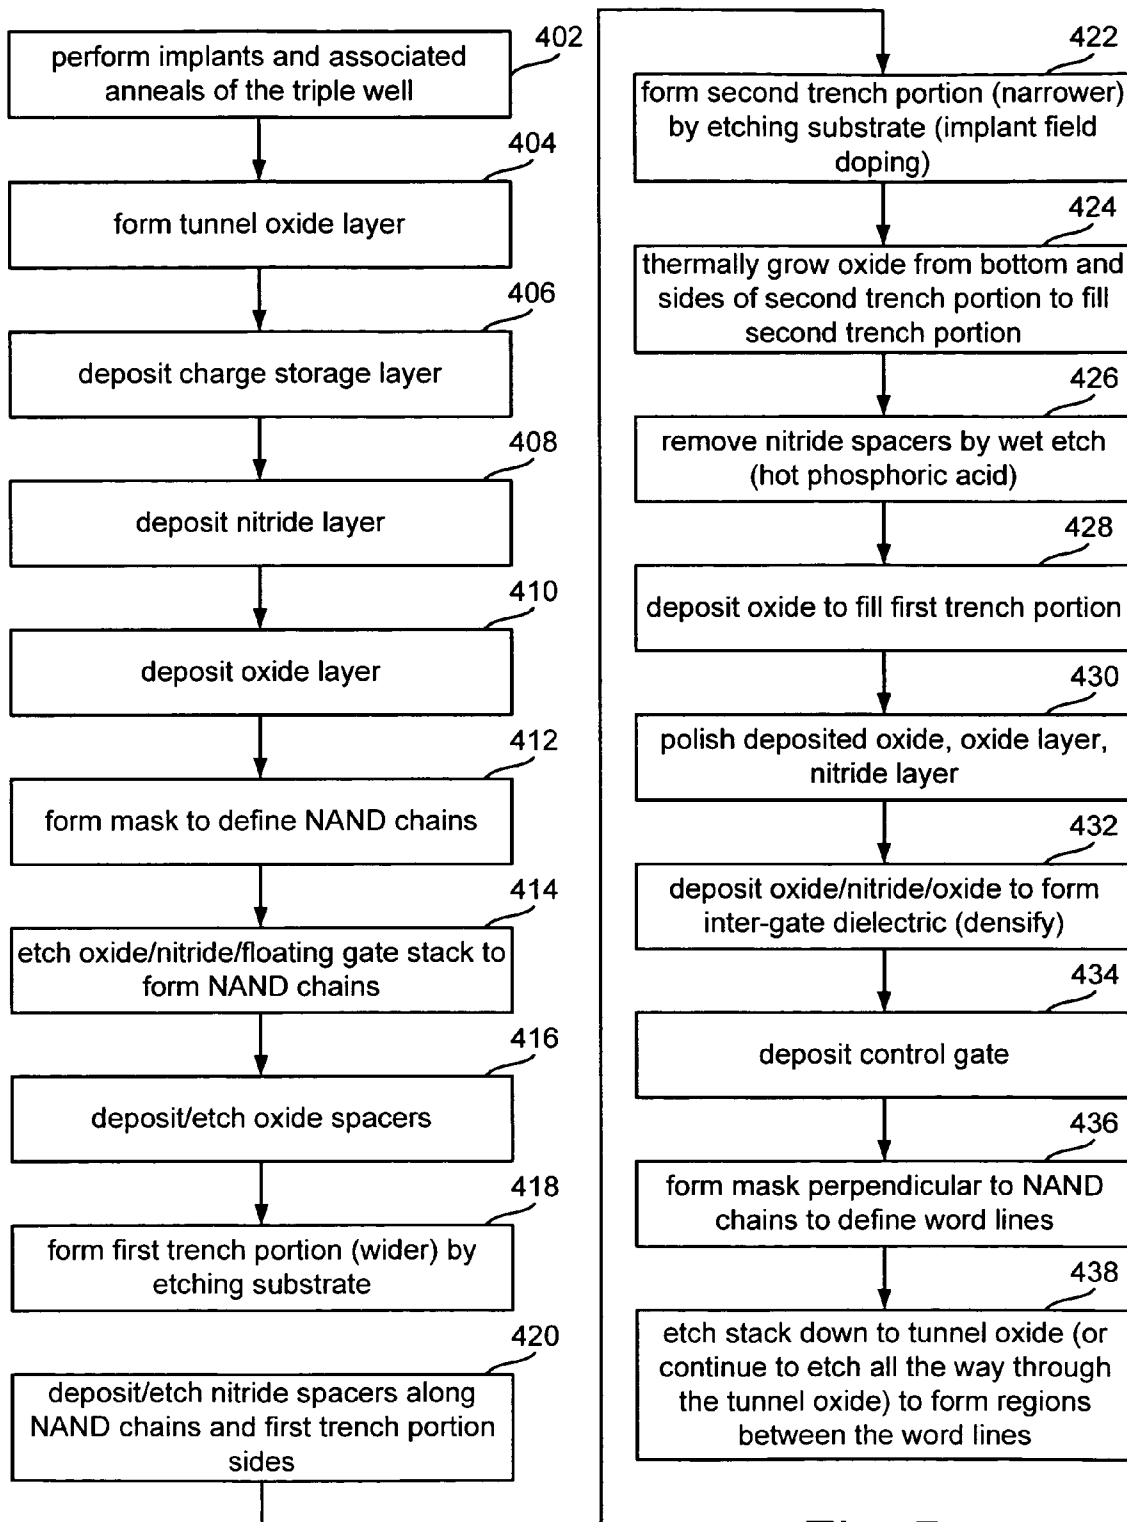 402
perform implants and associated
anneals of the triple well
404
form tunnel oxide layer
406
deposit charge storage layer
408
deposit nitride layer
410
deposit oxide layer
412
form mask to define NAND chains
414
etch oxide/nitride/floating gate stack to
form NAND chains
416
deposit/etch oxide spacers
418
form first trench portion (wider) by
etching substrate
420
deposit/etch nitride spacers along
NAND chains and first trench portion
sides
422
form second trench portion (narrower)
by etching substrate (implant field
doping)
424
thermally grow oxide from bottom and
sides of second trench portion to fill
second trench portion
426
remove nitride spacers by wet etch
(hot phosphoric acid)
428
deposit oxide to fill first trench portion
430
polish deposited oxide, oxide layer,
nitride layer
432
deposit oxide/nitride/oxide to form
inter-gate dielectric (densify)
434
deposit control gate
436
form mask perpendicular to NAND
chains to define word lines
438
etch stack down to tunnel oxide (or
continue to etch all the way through
the tunnel oxide) to form regions
between the word lines